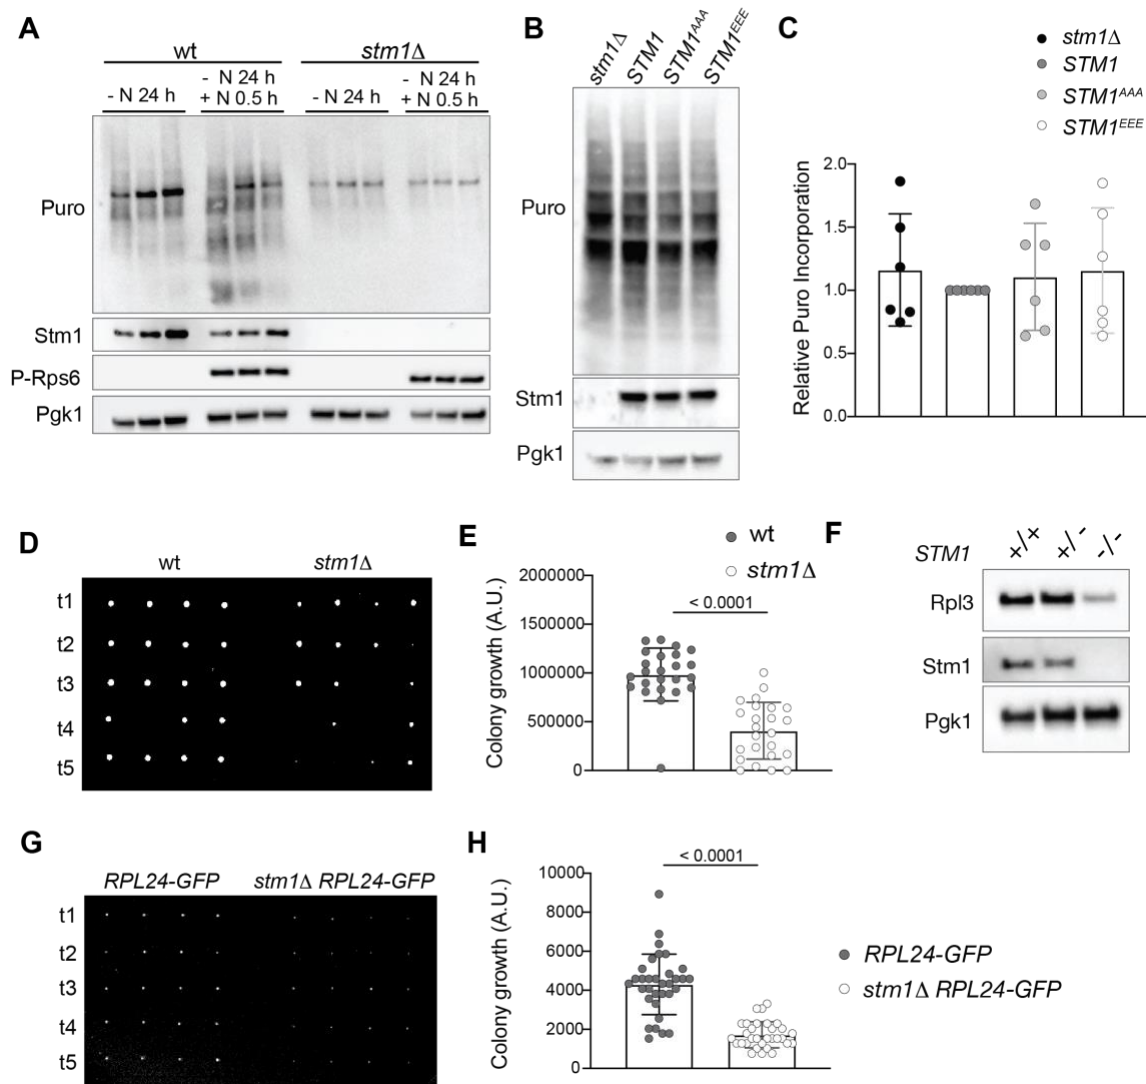 A
wt
stm1Δ
- N 24 h
- N 24 h
+ N 0.5 h
- N 24 h
- N 24 h
+ N 0.5 h
Puro
Stm1
P-Rps6
Pgk1
B
stm1Δ
STM1
STM1AAA
STM1EEE
Puro
Stm1
Pgk1
C
stm1Δ
STM1
STM1AAA
STM1EEE
Relative Puro Incorporation
2.0
1.5
1.0
0.5
0.0
D
wt
stm1Δ
t1
t2
t3
t4
t5
E
wt
stm1Δ
Colony growth (A.U.)
2000000
1500000
1000000
500000
0
< 0.0001
F
STM1
+/+
+/-
-/-
Rpl3
Stm1
Pgk1
G
RPL24-GFP
stm1Δ RPL24-GFP
t1
t2
t3
t4
t5
H
Colony growth (A.U.)
10000
8000
6000
4000
2000
0
< 0.0001
RPL24-GFP
stm1Δ RPL24-GFP